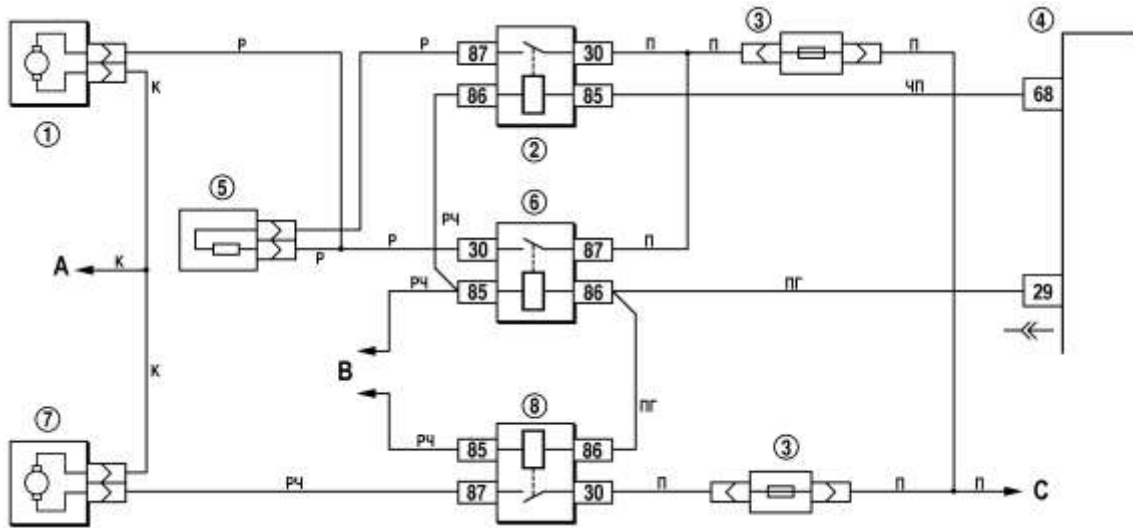 3 4
Р Р 87 30 П П П
К 86 85 ЧП 68
1 2
5 6
РЧ
Р Р 30 87 П
А К РЧ 85 86 ПГ 29
В
К
7 8 ПГ
РЧ 85 86 3
РЧ 87 30 П П П С